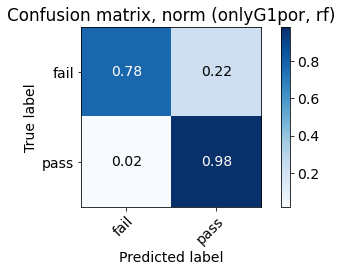 Confusion matrix, norm (onlyG1por, rf)
True label
fail
0.78
0.22
pass
0.02
0.98
fail
pass
Predicted label
0.8
0.6
0.4
0.2